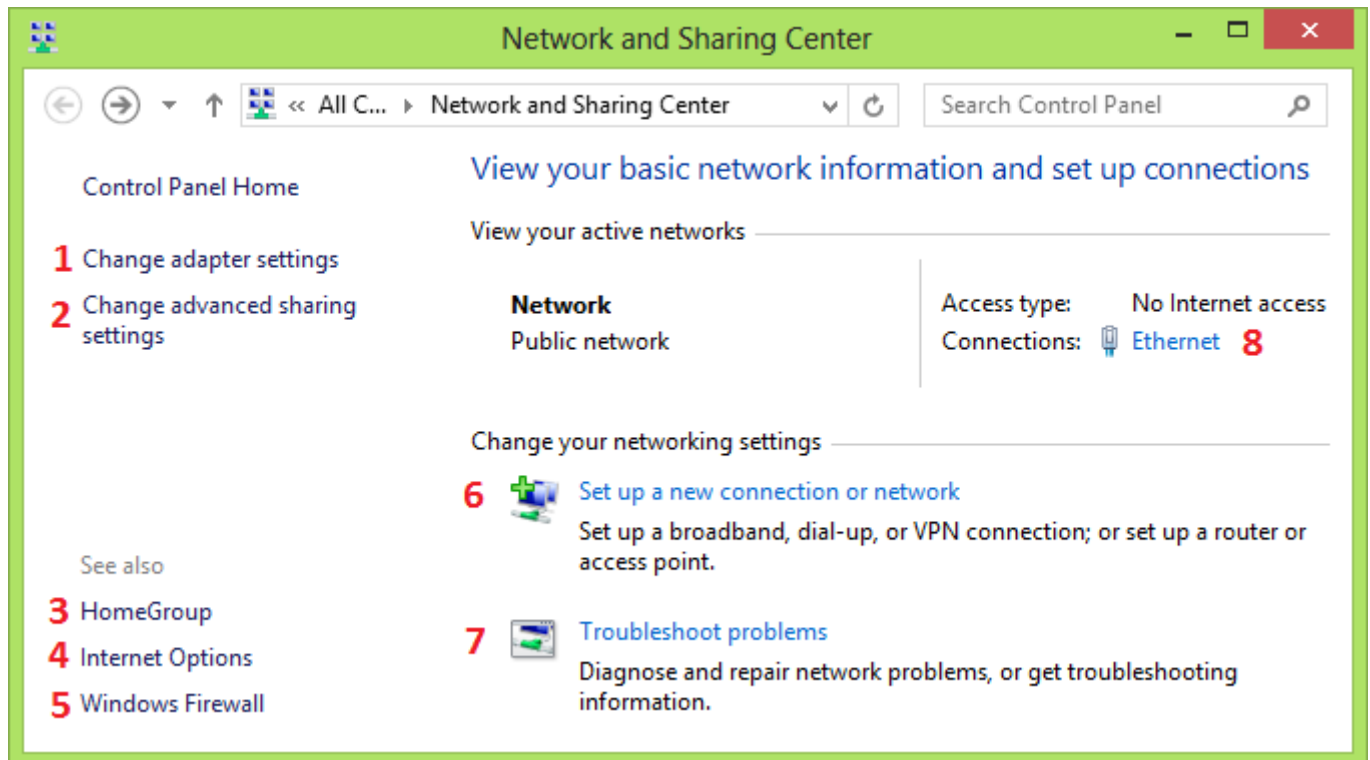 Network and Sharing Center
« All C... Network and Sharing Center
Search Control Panel
Control Panel Home
1 Change adapter settings
2 Change advanced sharing
settings
See also
3 HomeGroup
4 Internet Options
5 Windows Firewall
View your basic network information and set up connections
View your active networks
Network
Public network
Access type: No Internet access
Connections: Ethernet 8
Change your networking settings
6 Set up a new connection or network
Set up a broadband, dial-up, or VPN connection; or set up a router or
access point.
7 Troubleshoot problems
Diagnose and repair network problems, or get troubleshooting
information.